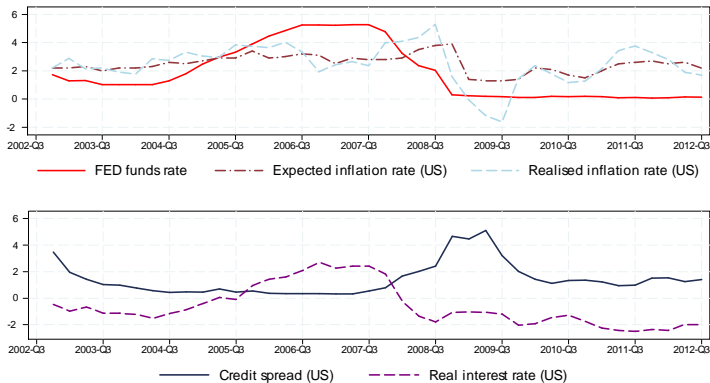 6
4
2
0
-2
2002-Q3 2003-Q3 2004-Q3 2005-Q3 2006-Q3 2007-Q3 2008-Q3 2009-Q3 2010-Q3 2011-Q3 2012-Q3
FED funds rate Expected inflation rate (US) Realised inflation rate (US)
6
4
2
0
-2
2002-Q3 2003-Q3 2004-Q3 2005-Q3 2006-Q3 2007-Q3 2008-Q3 2009-Q3 2010-Q3 2011-Q3 2012-Q3
Credit spread (US) Real interest rate (US)